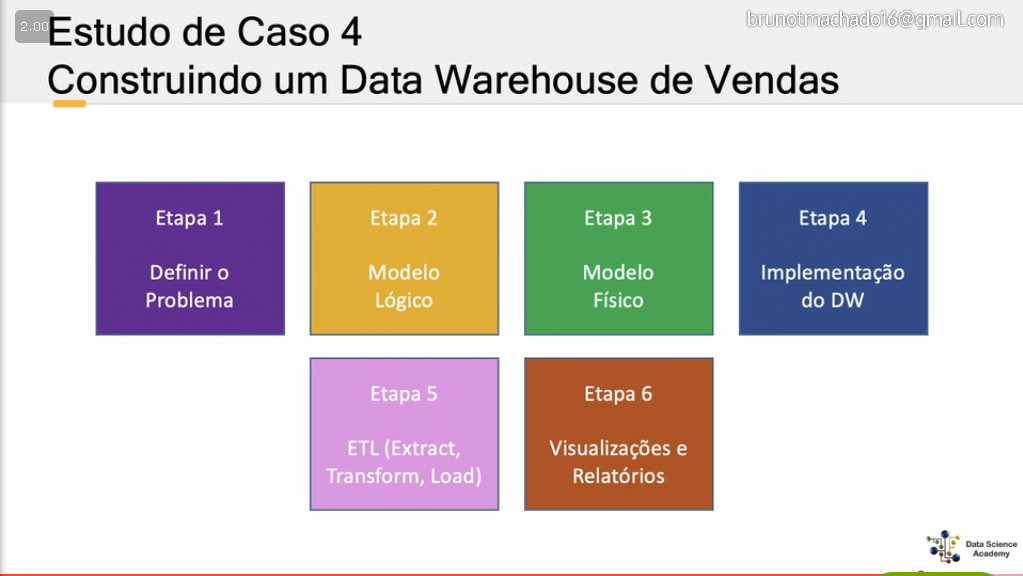 2.00
brunotmachado16@gmail.com
Estudo de Caso 4
Construindo um Data Warehouse de Vendas
Etapa 1
Definir o
Problema
Etapa 2
Modelo
Lógico
Etapa 3
Modelo
Físico
Etapa 4
Implementação
do DW
Etapa 5
ETL (Extract,
Transform, Load)
Etapa 6
Visualizações e
Relatórios
Data Science
Academy